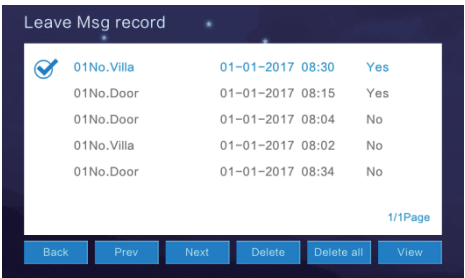 Leave Msg record
01No.Villa 01-01-2017 08:30 Yes
01No.Door 01-01-2017 08:15 Yes
01No.Door 01-01-2017 08:04 No
01No.Villa 01-01-2017 08:02 No
01No.Door 01-01-2017 08:34 No
1/1Page
Back Prev Next Delete Delete all View